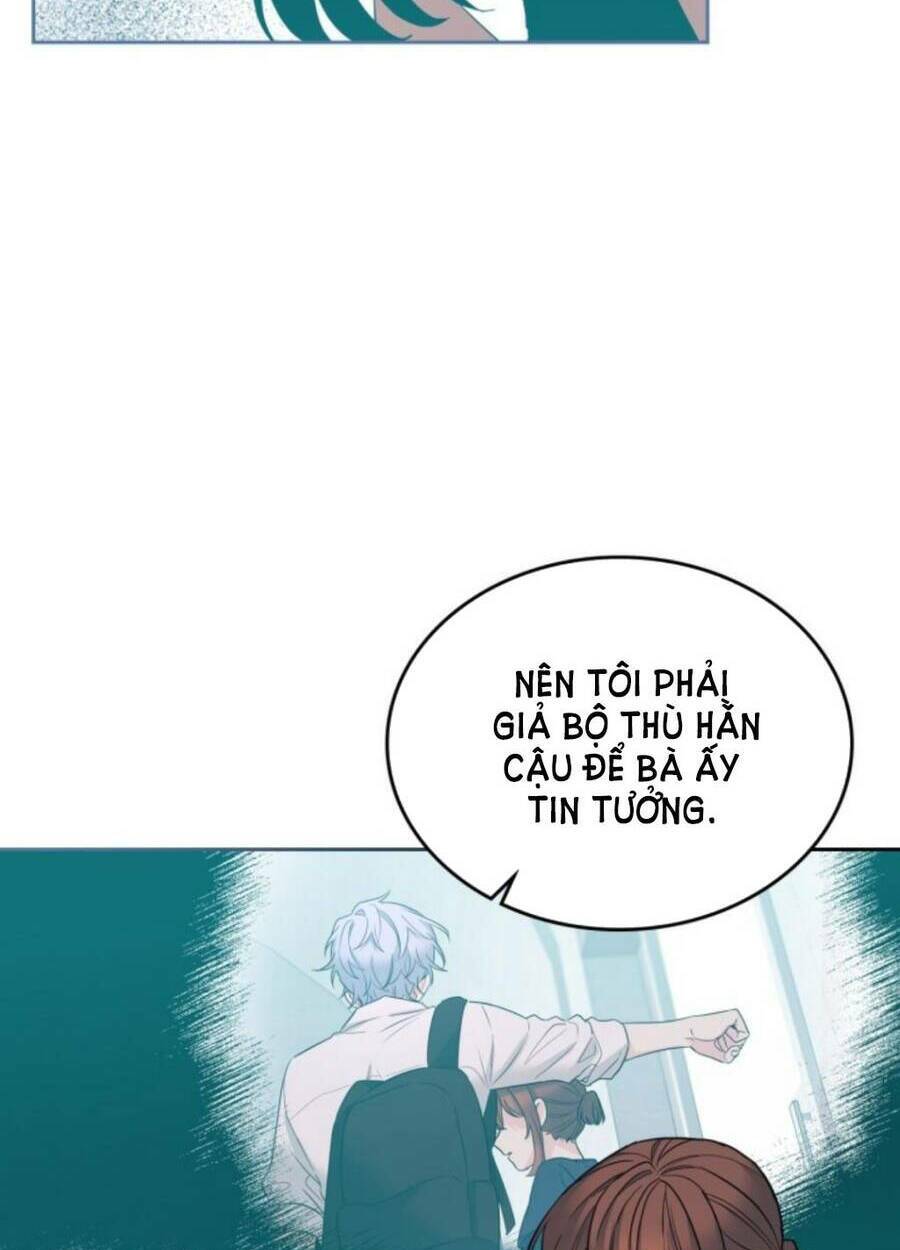 NÊN TÔI PHẢI
GIẢ BỘ THÙ HẰN
CẬU ĐỂ BÀ ẤY
TIN TƯỞNG.